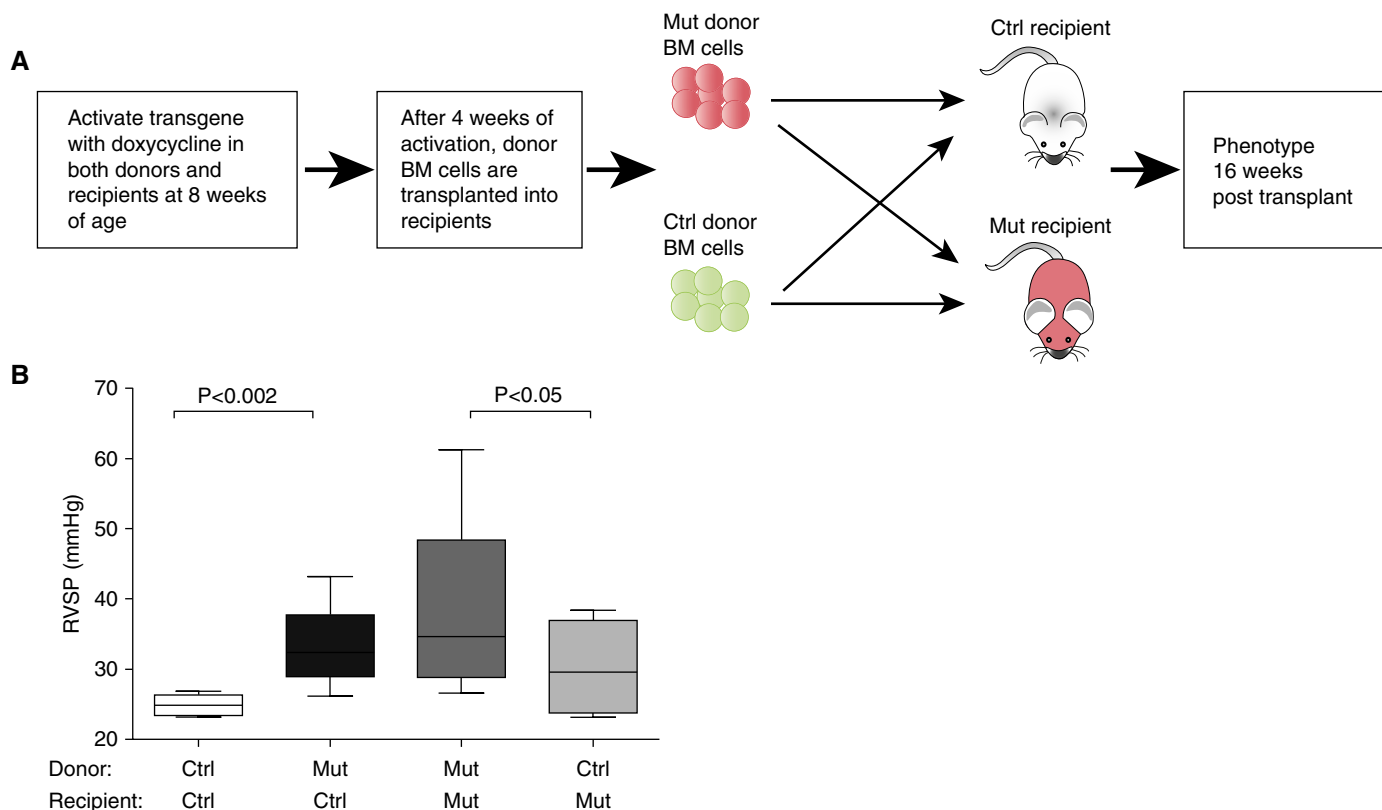 A
Activate transgene
with doxycycline in
both donors and
recipients at 8 weeks
of age
After 4 weeks of
activation, donor
BM cells are
transplanted into
recipients
Mut donor
BM cells
Ctrl donor
BM cells
Ctrl recipient
Mut recipient
Phenotype
16 weeks
post transplant
B
RVSP (mmHg)
70
60
50
40
30
20
P<0.002
P<0.05
Donor: Ctrl Mut Mut Ctrl
Recipient: Ctrl Ctrl Mut Mut